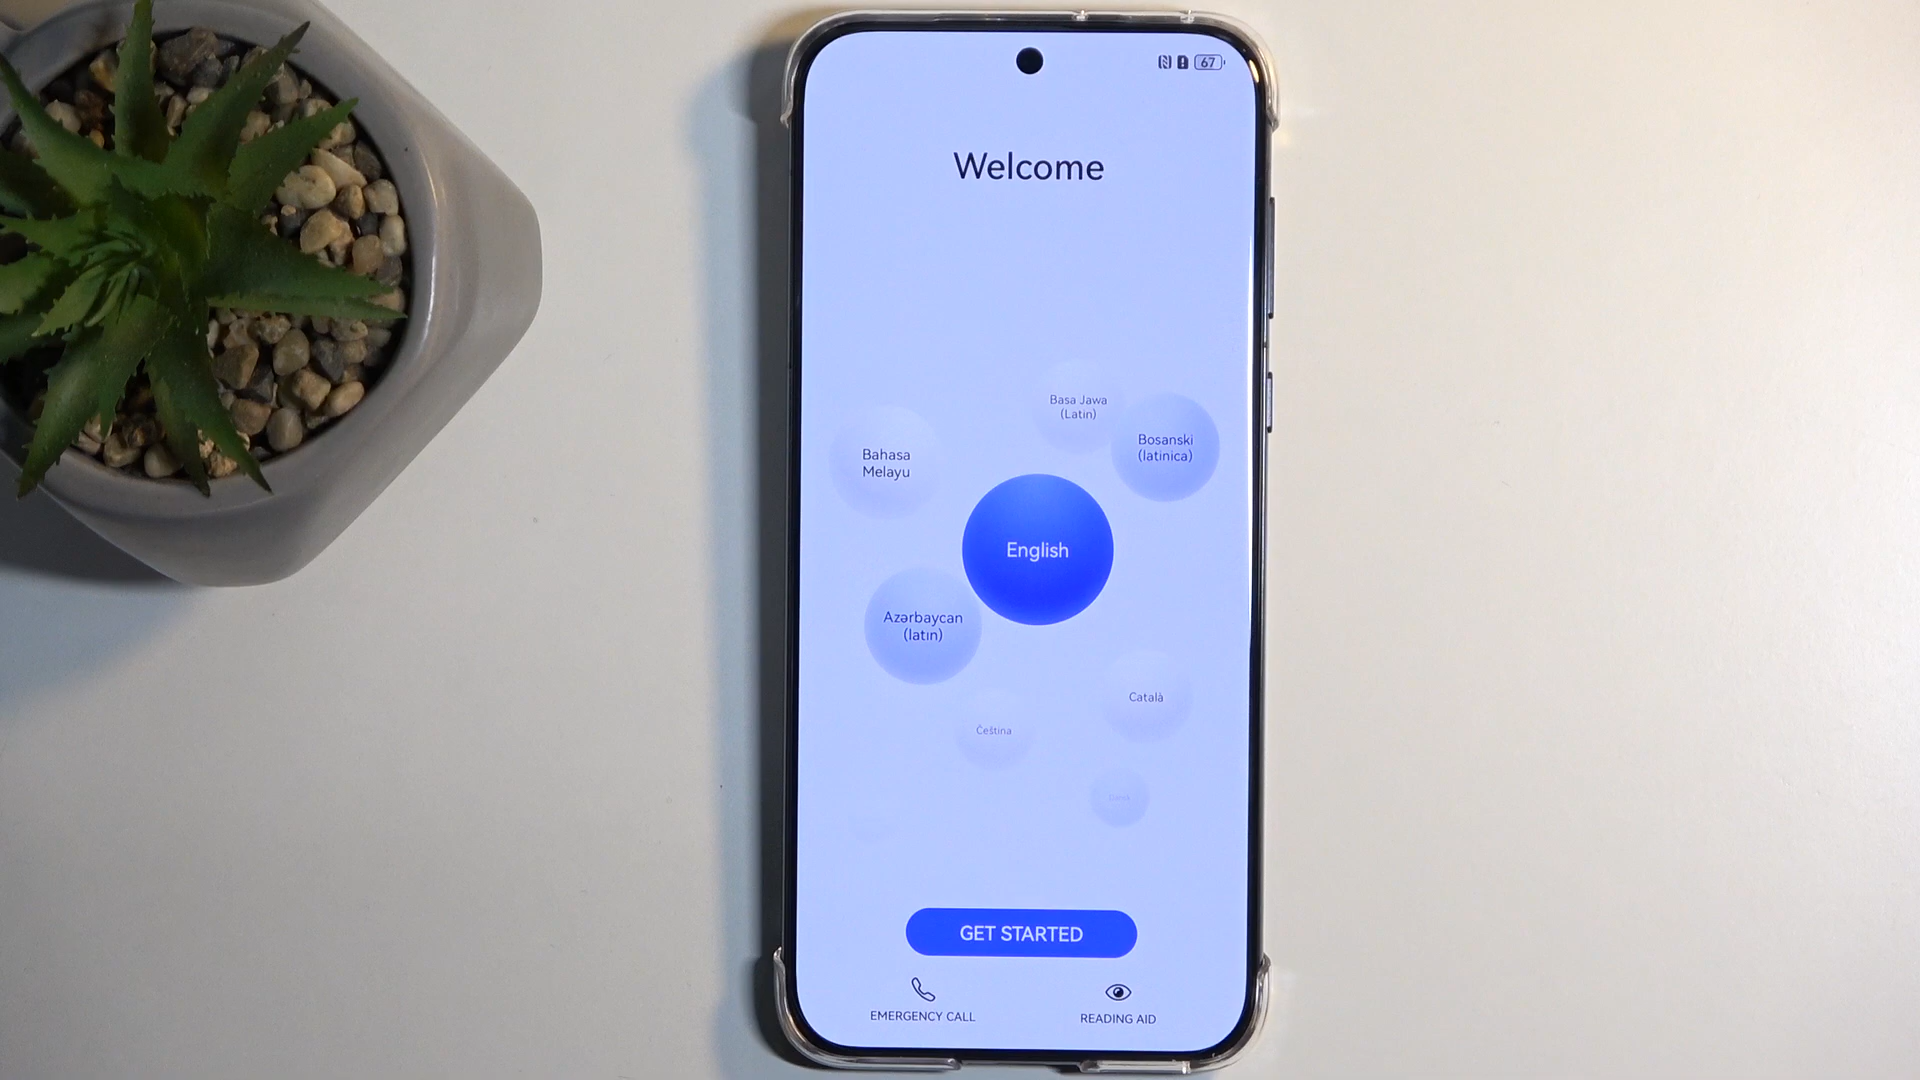 67
Welcome
Basa Jawa
(Latin)
Bosanski
(latinica)
Bahasa
Melayu
English
Azərbaycan
(latın)
Català
Čeština
GET STARTED
EMERGENCY CALL
READING AID